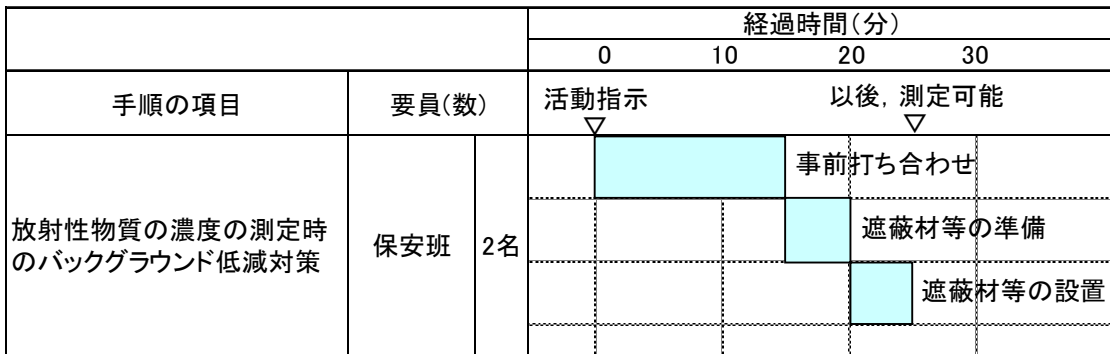 経過時間(分)
0 10 20 30
手順の項目 要員(数) 活動指示 以後，測定可能
▽ ▽
事前打ち合わせ
遮蔽材等の準備
放射性物質の濃度の測定時
のバックグラウンド低減対策
保安班 2名
遮蔽材等の設置